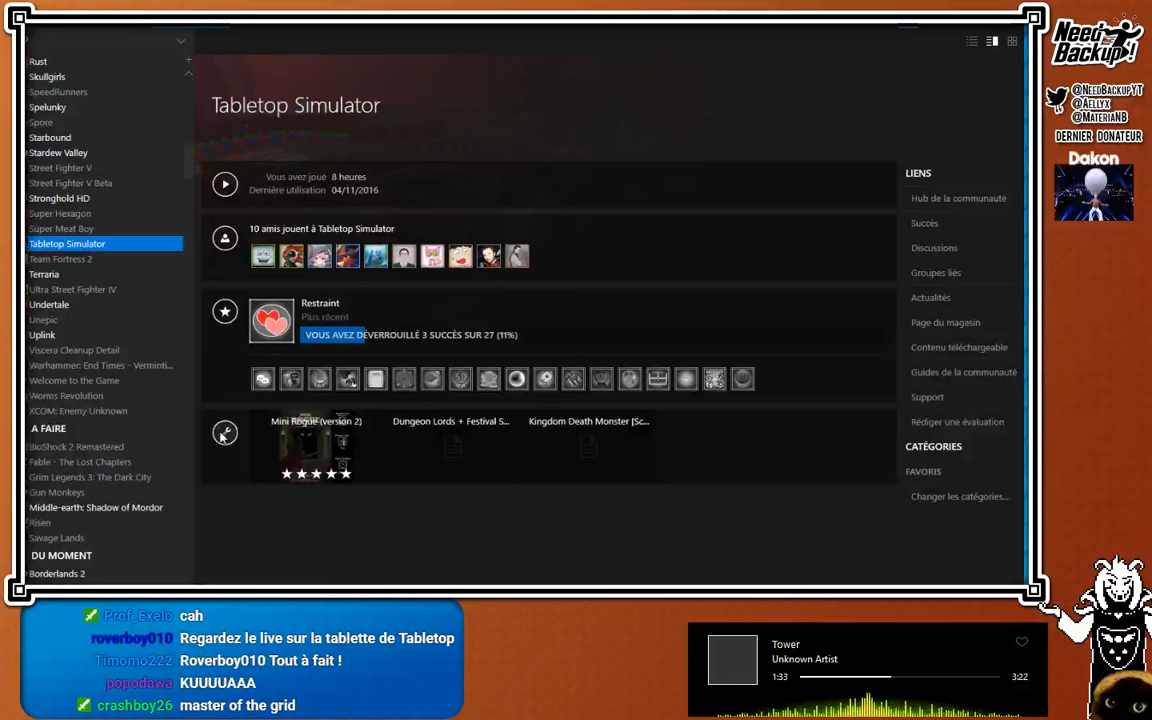 Rust
Skullgirls
SpeedRunners
Spelunky
Spore
Starbound
Stardew Valley
Street Fighter V
Street Fighter V Beta
Stronghold HD
Super Hexagon
Super Meat Boy
Tabletop Simulator
Team Fortress 2
Terraria
Ultra Street Fighter IV
Undertale
Unepic
Uplink
Viscera Cleanup Detail
Warhammer: End Times - Verminti...
Welcome to the Game
Worms Revolution
XCOM: Enemy Unknown
A FAIRE
BioShock 2 Remastered
Fable - The Lost Chapters
Grim Legends 3: The Dark City
Gun Monkeys
Middle-earth: Shadow of Mordor
Risen
Savage Lands
DU MOMENT
Borderlands 2
Tabletop Simulator
Vous avez joué 8 heures
Dernière utilisation 04/11/2016
10 amis jouent à Tabletop Simulator
Restraint
Plus récent
VOUS AVEZ DÉVERROUILLÉ 3 SUCCÈS SUR 27 (11%)
Mini Rogue (version 2)
Dungeon Lords + Festival S...
Kingdom Death Monster [Sc...
LIENS
Hub de la communauté
Succès
Discussions
Groupes liés
Actualités
Page du magasin
Contenu téléchargeable
Guides de la communauté
Support
Rédiger une évaluation
CATÉGORIES
FAVORIS
Changer les catégories...
NEED BACKUP!
@NEEDBACKUPYT
@AELLYX
@MATERIANB
DERNIER DONATEUR
Dakon
Prof_Exelo cah
roverboy010 Regardez le live sur la tablette de Tabletop
Timomo222 Roverboy010 Tout à fait !
popodawa KUUUUAAA
crashboy26 master of the grid
Tower
Unknown Artist
1:33
3:22